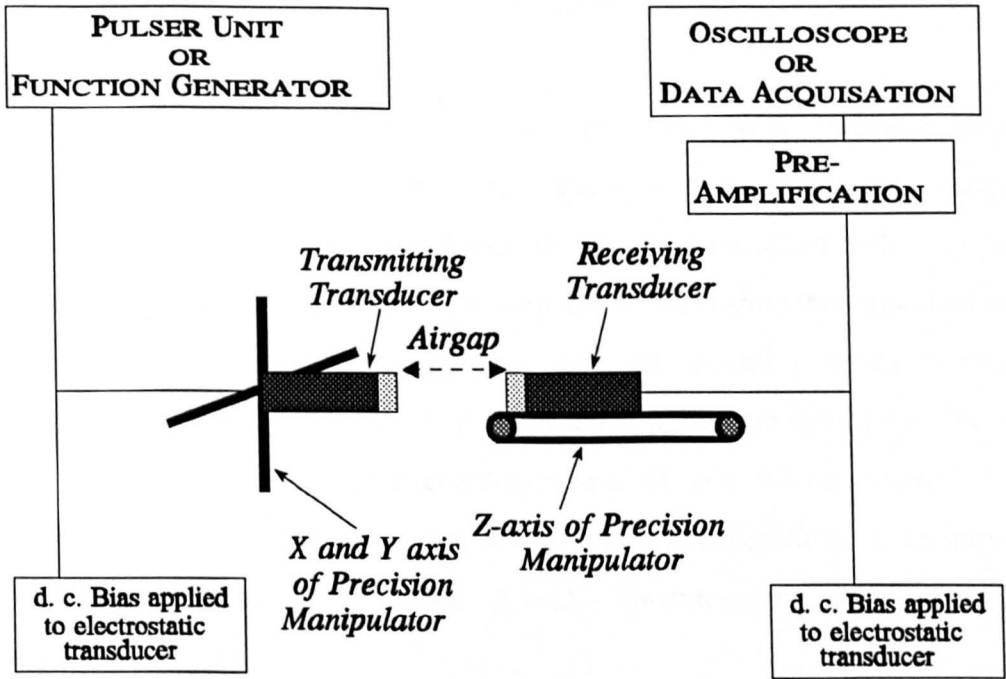 PULSER UNIT
OR
FUNCTION GENERATOR
OSCILLOSCOPE
OR
DATA ACQUISATION
PRE-
AMPLIFICATION
Transmitting
Transducer
Receiving
Transducer
Airgap
X and Y axis
of Precision
Manipulator
Z-axis of Precision
Manipulator
d. c. Bias applied
to electrostatic
transducer
d. c. Bias applied
to electrostatic
transducer